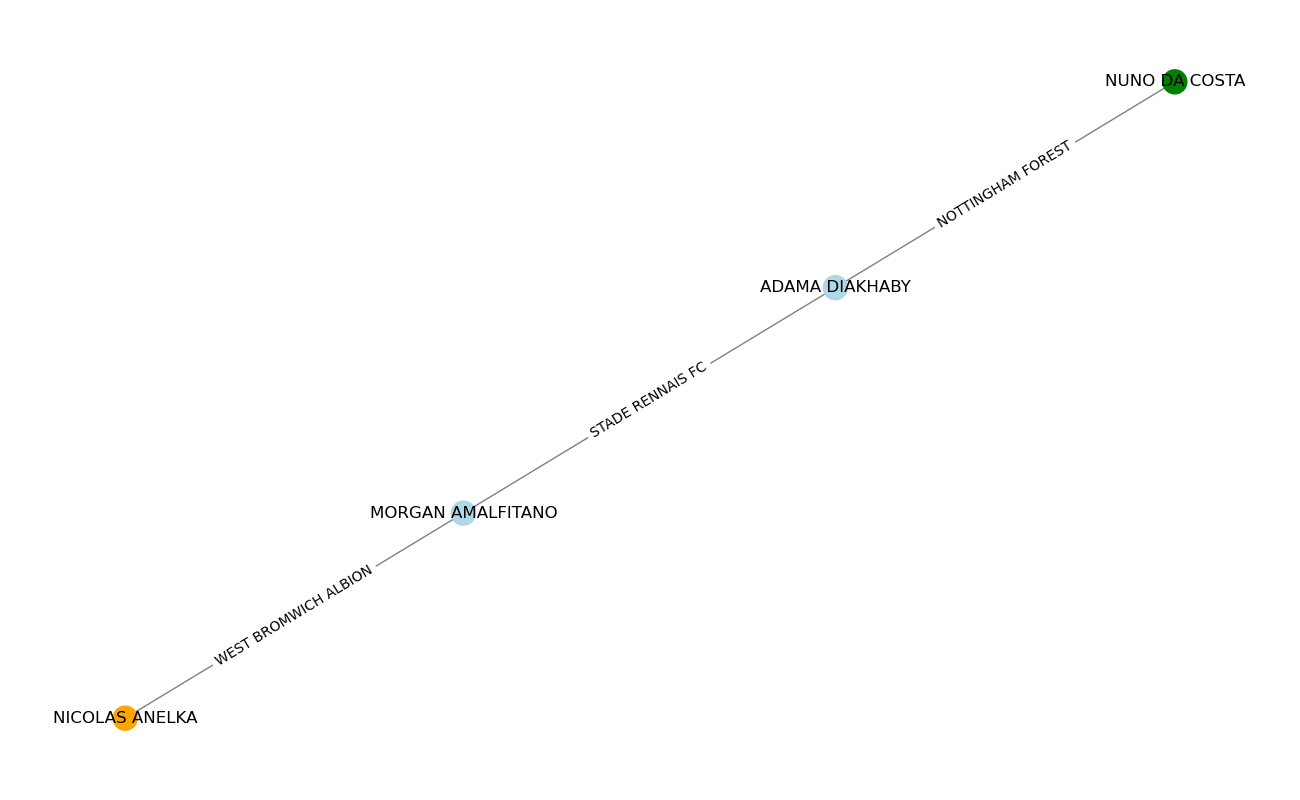 NUNO DA COSTA
NOTTINGHAM FOREST
ADAMA DIAKHABY
STADE RENNAIS FC
MORGAN AMALFITANO
WEST BROMWICH ALBION
NICOLAS ANELKA